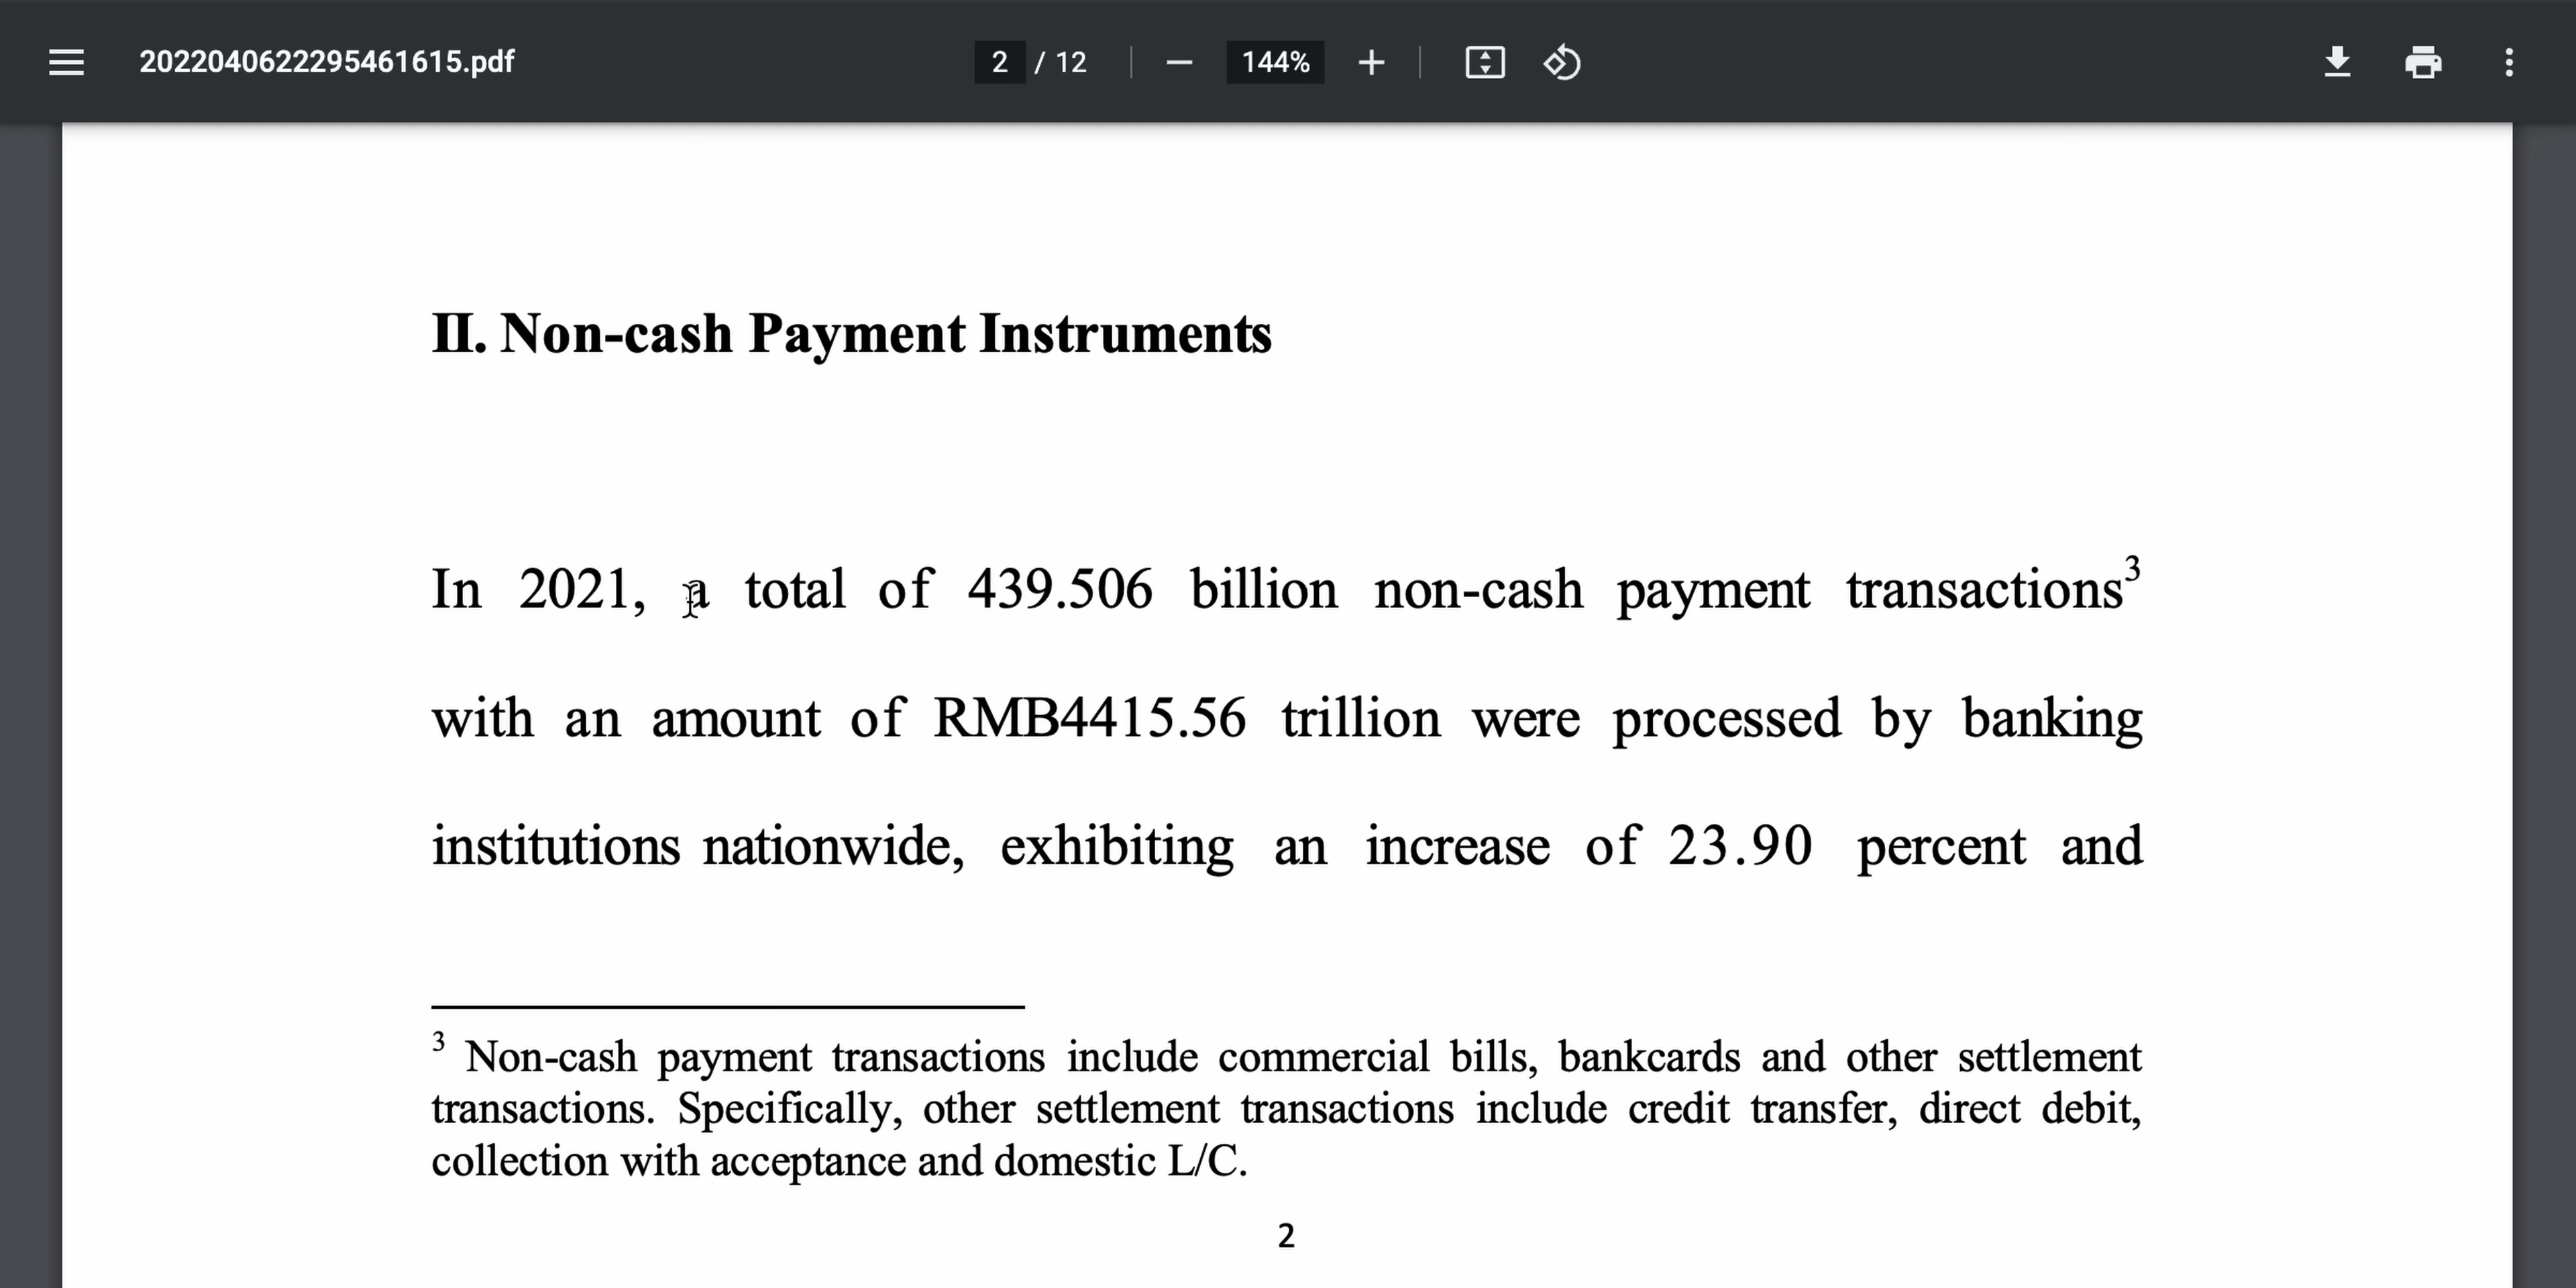 2022040622295461615.pdf
2 / 12
144%
II. Non-cash Payment Instruments
In 2021, a total of 439.506 billion non-cash payment transactions3
with an amount of RMB4415.56 trillion were processed by banking
institutions nationwide, exhibiting an increase of 23.90 percent and
3 Non-cash payment transactions include commercial bills, bankcards and other settlement
transactions. Specifically, other settlement transactions include credit transfer, direct debit,
collection with acceptance and domestic L/C.
2